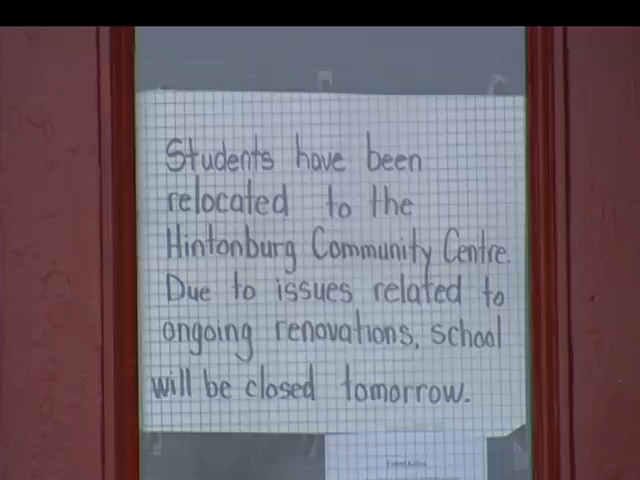 Students have been
relocated to the
Hintonburg Community Centre.
Due to issues related to
ongoing renovations, school
will be closed tomorrow.